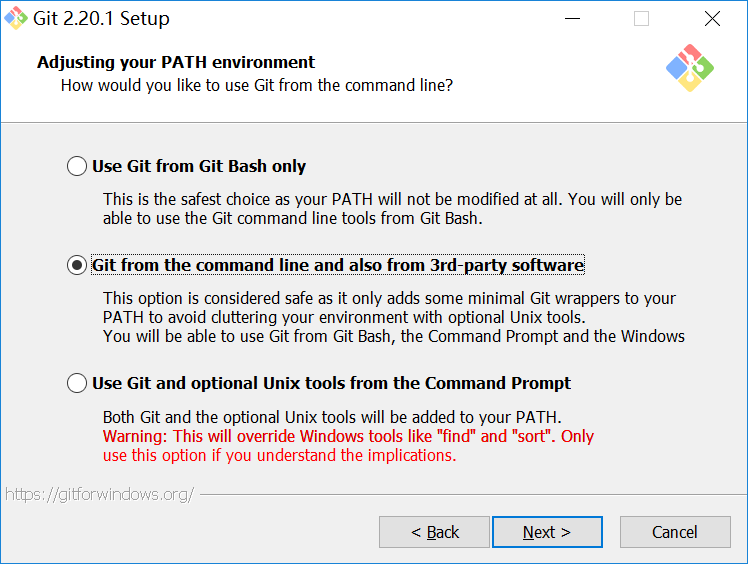 Git 2.20.1 Setup
Adjusting your PATH environment
How would you like to use Git from the command line?
Use Git from Git Bash only
This is the safest choice as your PATH will not be modified at all. You will only be
able to use the Git command line tools from Git Bash.
Git from the command line and also from 3rd-party software
This option is considered safe as it only adds some minimal Git wrappers to your
PATH to avoid cluttering your environment with optional Unix tools.
You will be able to use Git from Git Bash, the Command Prompt and the Windows
Use Git and optional Unix tools from the Command Prompt
Both Git and the optional Unix tools will be added to your PATH.
Warning: This will override Windows tools like "find" and "sort". Only
use this option if you understand the implications.
https://gitforwindows.org/
< Back Next > Cancel